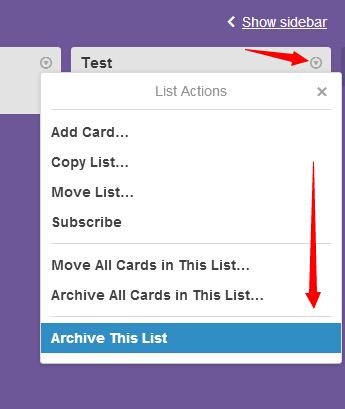 Show sidebar
Test
List Actions
Add Card…
Copy List…
Move List…
Subscribe
Move All Cards in This List…
Archive All Cards in This List…
Archive This List